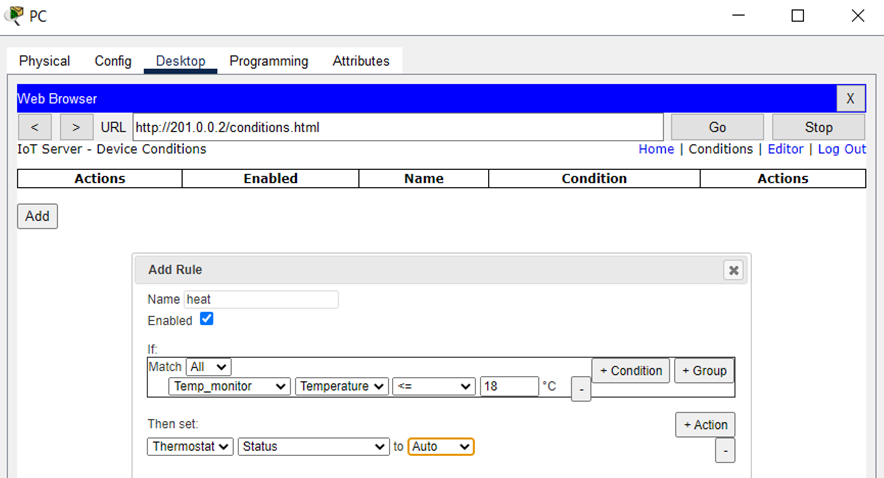 PC
Physical Config Desktop Programming Attributes
Web Browser X
< > URL http://201.0.0.2/conditions.html Go Stop
IoT Server - Device Conditions Home | Conditions | Editor | Log Out
Actions Enabled Name Condition Actions
Add
Add Rule
Name heat
Enabled
If:
Match All + Condition + Group
Temp_monitor Temperature <= 18 °C -
Then set: + Action
Thermostat Status to Auto -